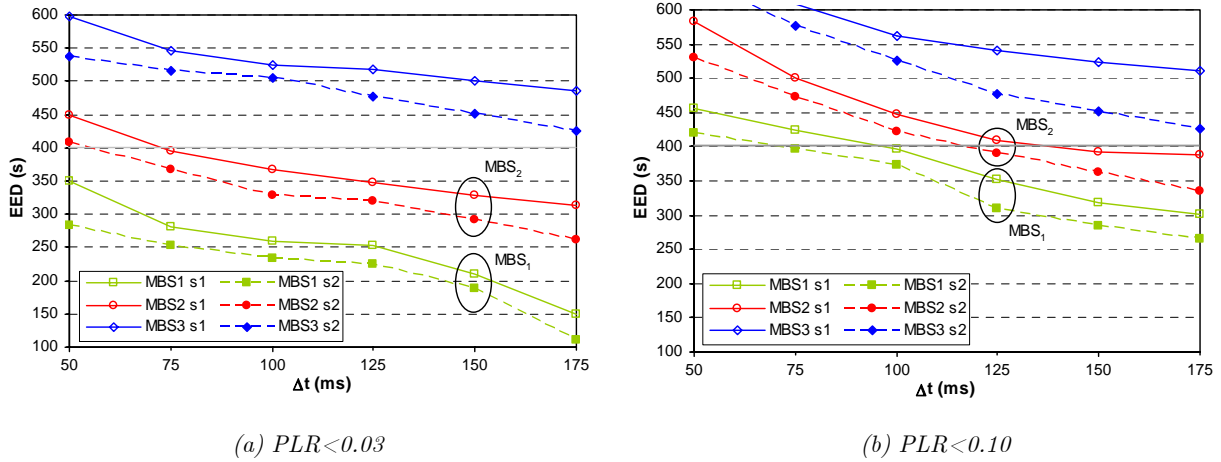 600
550
500
450
400
350
300
250
200
150
100
EED (s)
50 75 100 125 150 175
Δt (ms)
MBS2
MBS1
MBS1 s1 MBS1 s2
MBS2 s1 MBS2 s2
MBS3 s1 MBS3 s2
(a) PLR<0.03
600
550
500
450
400
350
300
250
200
150
100
EED (s)
50 75 100 125 150 175
Δt (ms)
MBS2
MBS1
MBS1 s1 MBS1 s2
MBS2 s1 MBS2 s2
MBS3 s1 MBS3 s2
(b) PLR<0.10